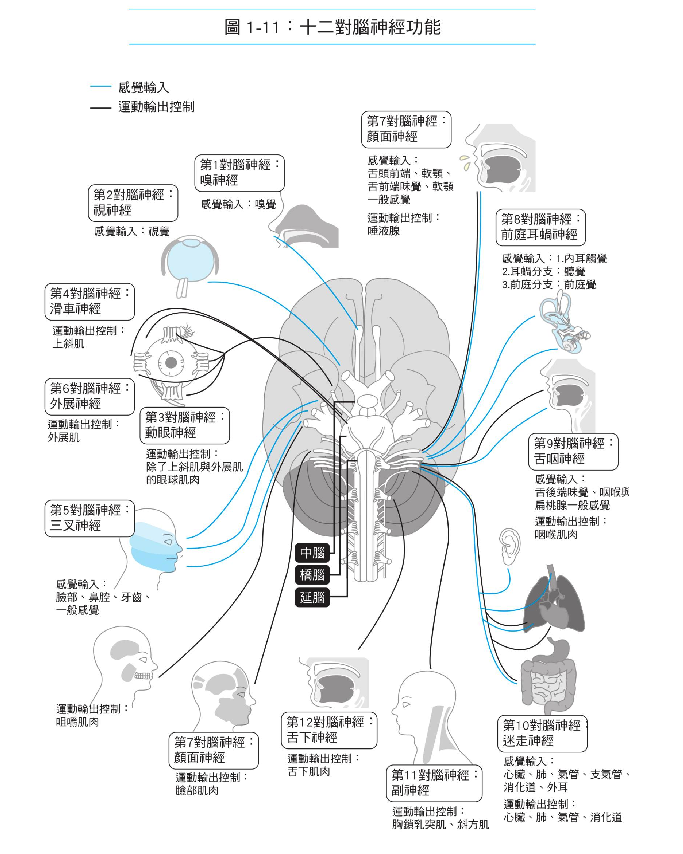 圖 1-11：十二對腦神經功能
感覺輸入
運動輸出控制
第1對腦神經：
嗅神經
感覺輸入：嗅覺
第2對腦神經：
視神經
感覺輸入：視覺
第7對腦神經：
顏面神經
感覺輸入：
舌頭前端、軟顎、
舌前端味覺、軟顎
一般感覺
運動輸出控制：
唾液腺
第8對腦神經：
前庭耳蝸神經
感覺輸入：1.內耳觸覺
2.耳蝸分支：聽覺
3.前庭分支：前庭覺
第4對腦神經：
滑車神經
運動輸出控制：
上斜肌
第6對腦神經：
外展神經
運動輸出控制：
外展肌
第3對腦神經：
動眼神經
運動輸出控制：
除了上斜肌與外展肌
的眼球肌肉
第9對腦神經：
舌咽神經
感覺輸入：
舌後端味覺、咽喉與
扁桃腺一般感覺
運動輸出控制：
咽喉肌肉
第5對腦神經：
三叉神經
感覺輸入：
臉部、鼻腔、牙齒、
一般感覺
中腦
橋腦
延腦
運動輸出控制：
咀嚼肌肉
第7對腦神經：
顏面神經
運動輸出控制：
臉部肌肉
第12對腦神經：
舌下神經
運動輸出控制：
舌下肌肉
第11對腦神經：
副神經
運動輸出控制：
胸鎖乳突肌、斜方肌
第10對腦神經：
迷走神經
感覺輸入：
心臟、肺、氣管、支氣管、
消化道、外耳
運動輸出控制：
心臟、肺、氣管、消化道